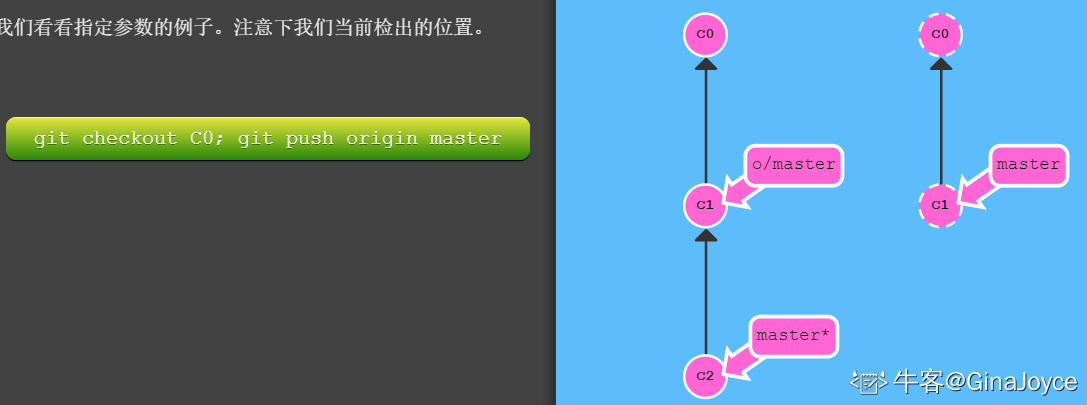 我们看看指定参数的例子。注意下我们当前检出的位置。
git checkout C0; git push origin master
C0
C0
o/master
master
C1
C1
master*
C2
牛客@GinaJoyce